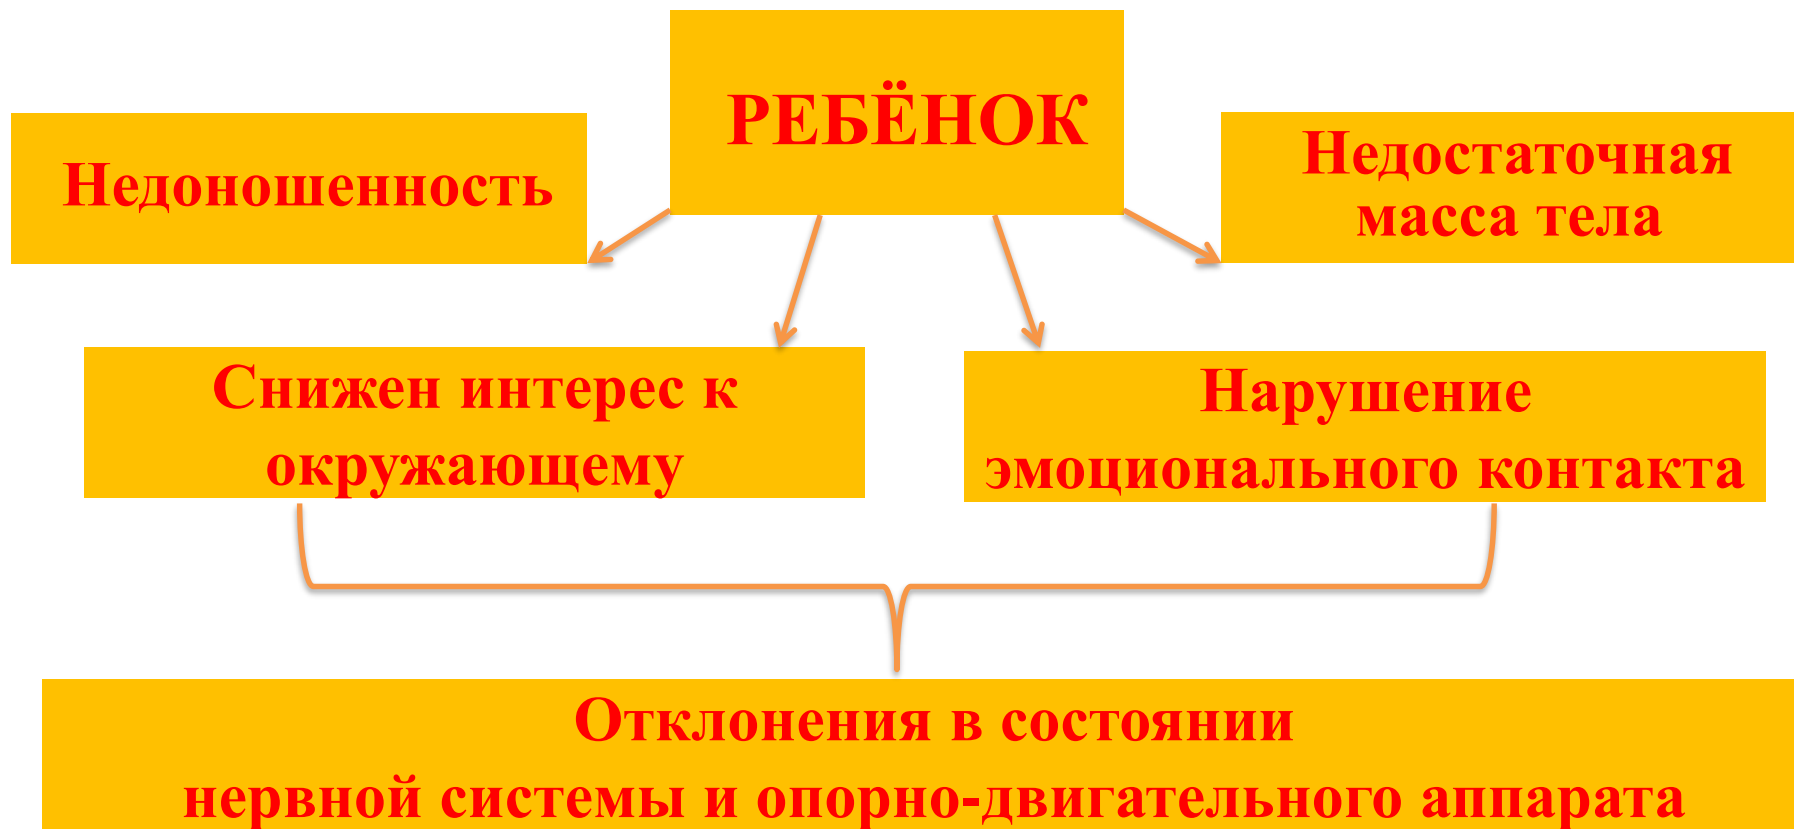 РЕБЁНОК
Недоношенность
Недостаточная
масса тела
Снижен интерес к
окружающему
Нарушение
эмоционального контакта
Отклонения в состоянии
нервной системы и опорно-двигательного аппарата